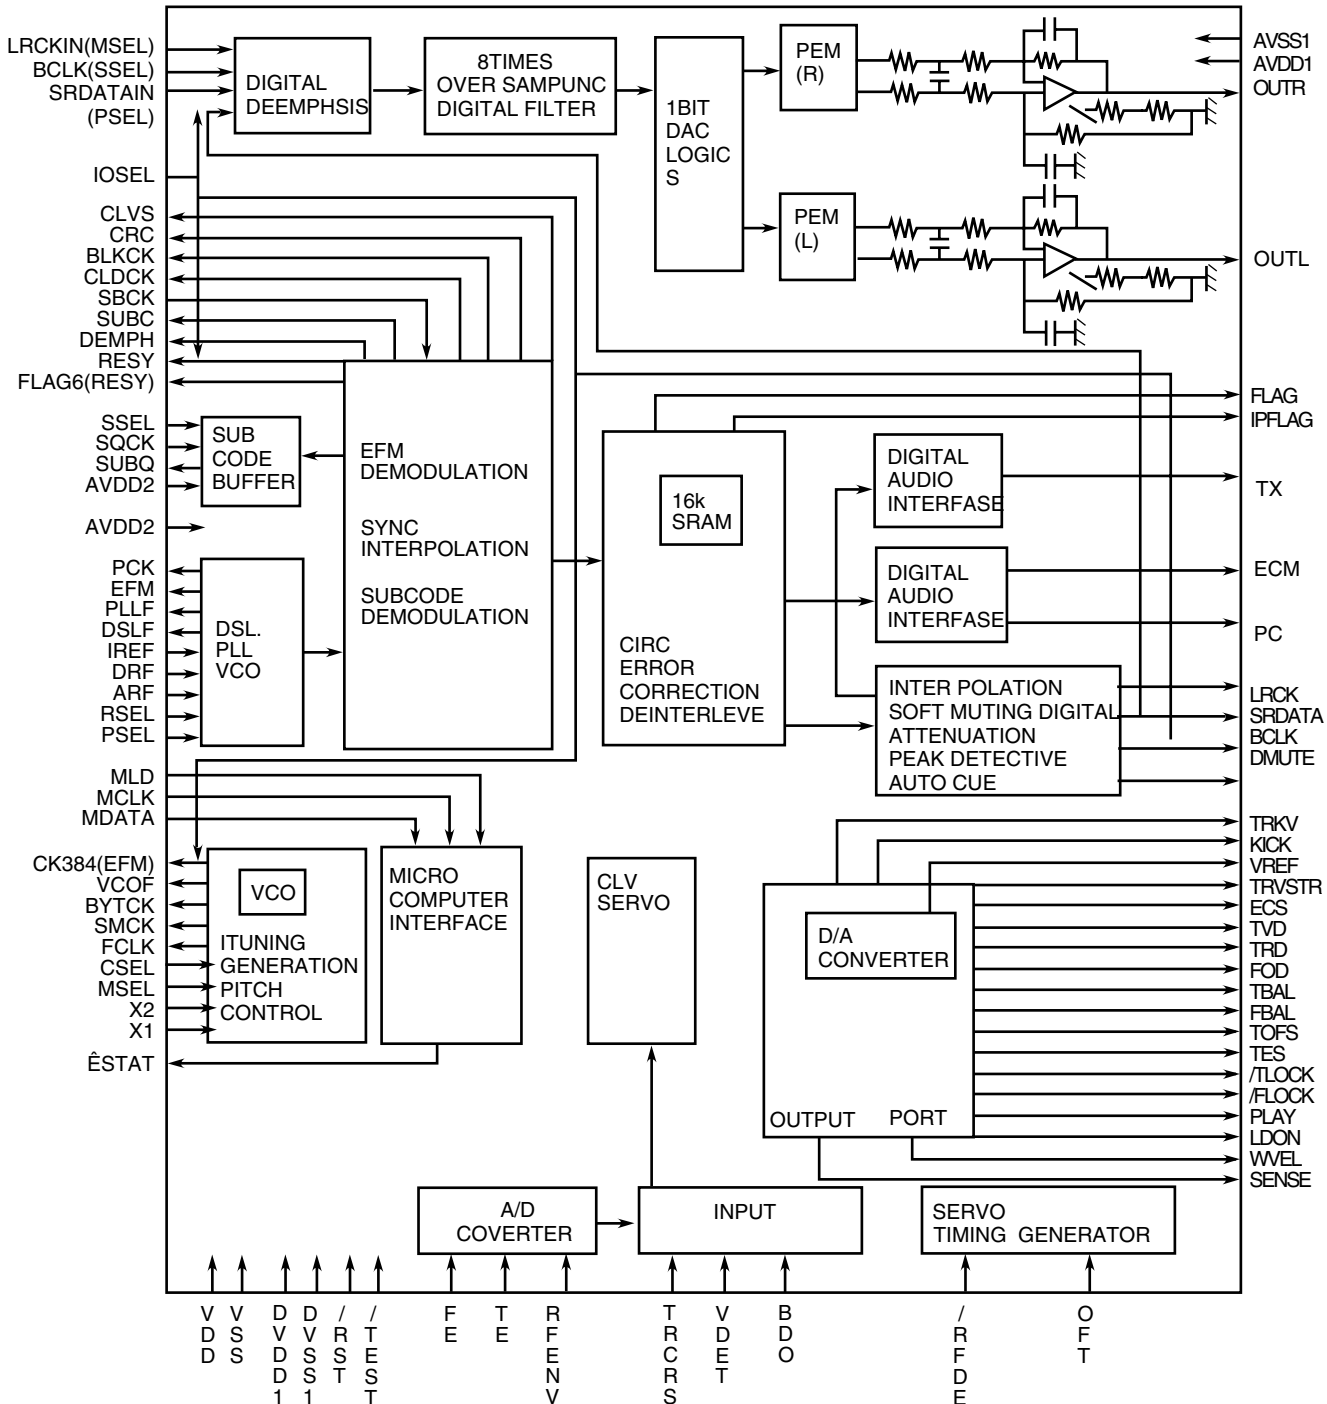 LRCKIN(MSEL)
BCLK(SSEL)
SRDATAIN
(PSEL)
IOSEL
CLVS
CRC
BLKCK
CLDCK
SBCK
SUBC
DEMPH
RESY
FLAG6(RESY)
SSEL
SQCK
SUBQ
AVDD2
AVDD2
PCK
EFM
PLLF
DSLF
IREF
DRF
ARF
RSEL
PSEL
MLD
MCLK
MDATA
CK384(EFM)
VCOF
BYTCK
SMCK
FCLK
CSEL
MSEL
X2
X1
ÊSTAT
DIGITAL
DEEMPHSIS
8TIMES
OVER SAMPUNC
DIGITAL FILTER
1BIT
DAC
LOGIC
S
PEM
(R)
PEM
(L)
SUB
CODE
BUFFER
EFM
DEMODULATION
SYNC
INTERPOLATION
SUBCODE
DEMODULATION
DSL.
PLL
VCO
16k
SRAM
CIRC
ERROR
CORRECTION
DEINTERLEVE
DIGITAL
AUDIO
INTERFASE
DIGITAL
AUDIO
INTERFASE
INTER POLATION
SOFT MUTING DIGITAL
ATTENUATION
PEAK DETECTIVE
AUTO CUE
VCO
ITUNING
GENERATION
PITCH
CONTROL
MICRO
COMPUTER
INTERFACE
CLV
SERVO
D/A
CONVERTER
OUTPUT PORT
A/D
COVERTER
INPUT
SERVO
TIMING GENERATOR
AVSS1
AVDD1
OUTR
OUTL
FLAG
IPFLAG
TX
ECM
PC
LRCK
SRDATA
BCLK
DMUTE
TRKV
KICK
VREF
TRVSTR
ECS
TVD
TRD
FOD
TBAL
FBAL
TOFS
TES
/TLOCK
/FLOCK
PLAY
LDON
WVEL
SENSE
VDD
VSS
DVDD1
DVSS1
/RST
/TEST
FE
TE
RFENV
TRCRS
VDET
BDO
/RFDE
OFT